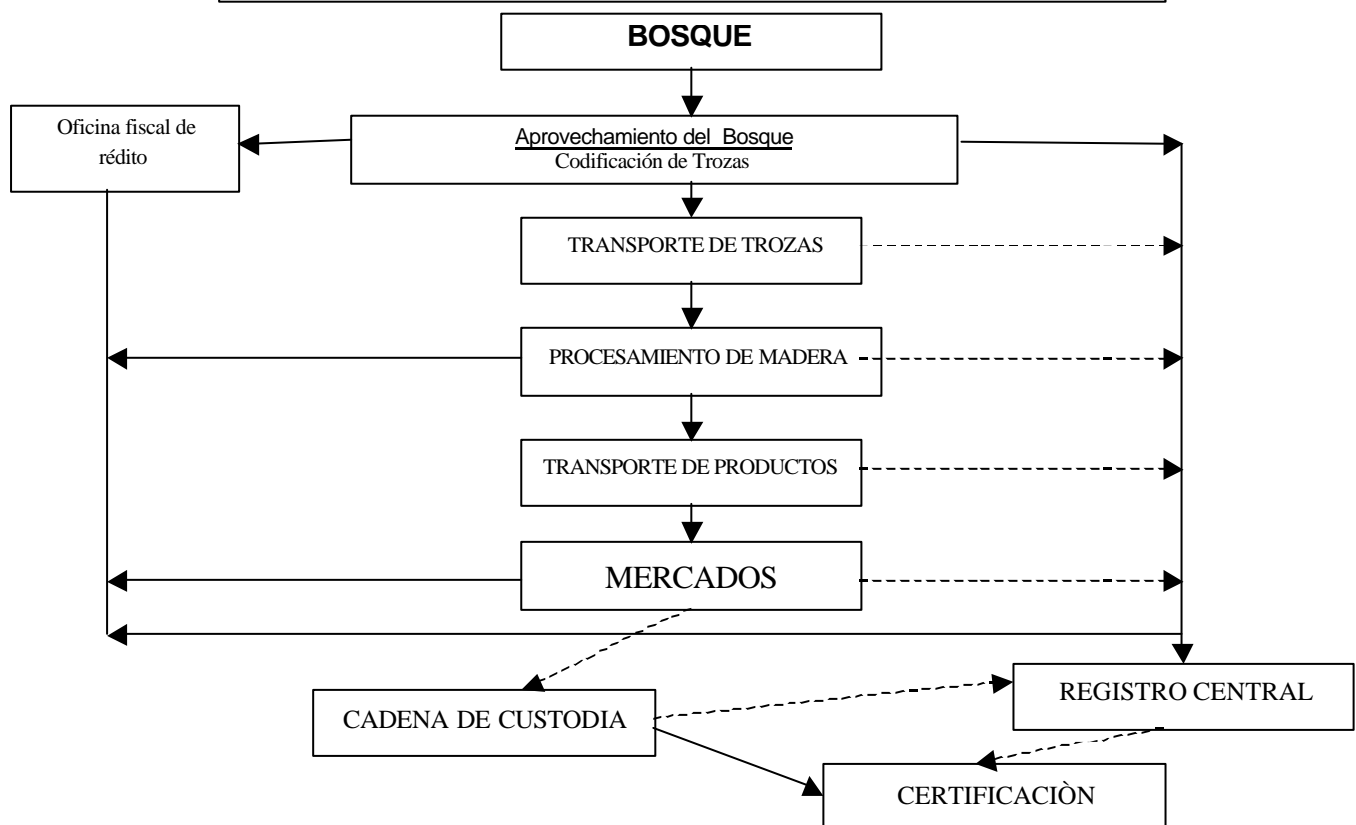 BOSQUE
Oficina fiscal de
rédito
Aprovechamiento del Bosque
Codificación de Trozas
TRANSPORTE DE TROZAS
PROCESAMIENTO DE MADERA
TRANSPORTE DE PRODUCTOS
MERCADOS
CADENA DE CUSTODIA
REGISTRO CENTRAL
CERTIFICACIÒN